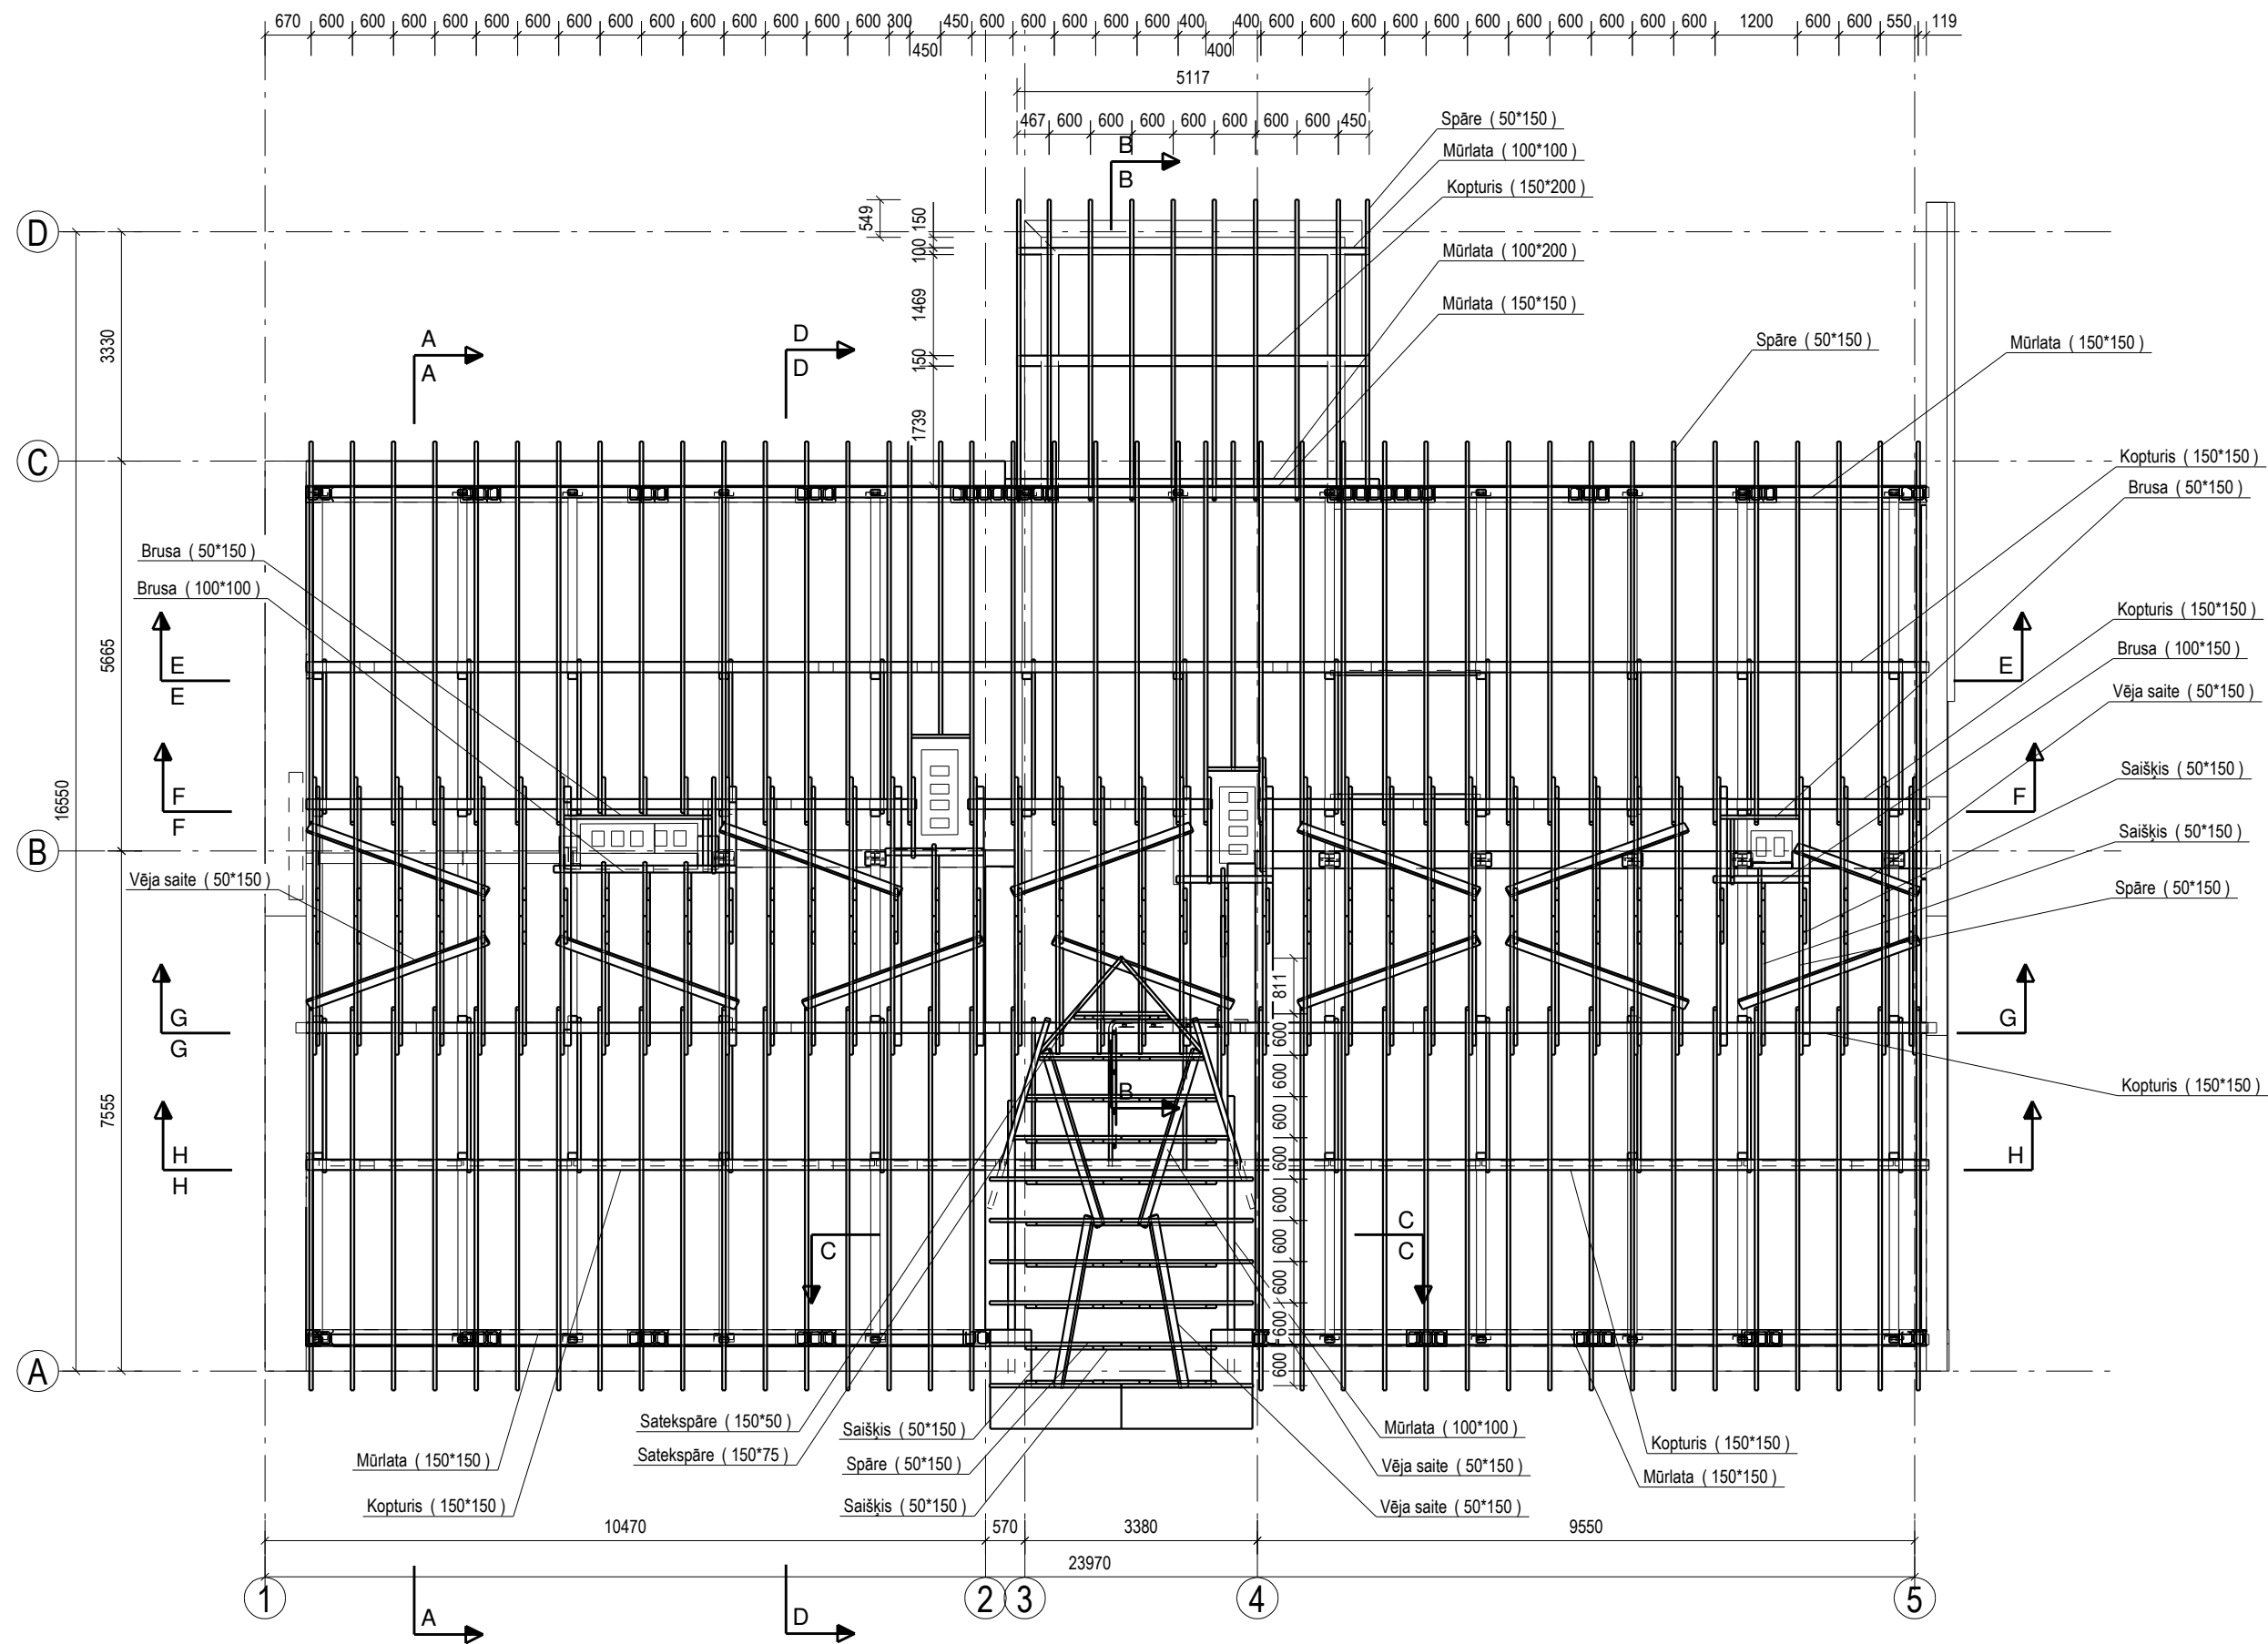 670 600 600 600 600 600 600 600 600 600 600 600 600 600 300 450 600 600 600 600 600 400 400 600 600 600 600 600 600 600 600 600 600 600 1200 600 600 550 119
450 400
5117
467 600 600 600 600 600 600 600 450
Spāre ( 50*150 )
B
Mūrlata ( 100*100 )
B
Kopturis ( 150*200 )
549
150
D
100
Mūrlata ( 100*200 )
1469
Mūrlata ( 150*150 )
3330
A
A
D
D
150
Spāre ( 50*150 )
Mūrlata ( 150*150 )
1739
C
Kopturis ( 150*150 )
Brusa ( 50*150 )
Brusa ( 50*150 )
Brusa ( 100*100 )
Kopturis ( 150*150 )
5665
E
E
Brusa ( 100*150 )
E
Vēja saite ( 50*150 )
16550
F
F
Saišķis ( 50*150 )
F
B
Saišķis ( 50*150 )
Vēja saite ( 50*150 )
Spāre ( 50*150 )
811
G
G
G
600
600
Kopturis ( 150*150 )
7555
B
600
H
H
H
600
600
C
C
C
600
600
600
600
A
Satekspāre ( 150*50 )
Saišķis ( 50*150 )
Mūrlata ( 100*100 )
Kopturis ( 150*150 )
Mūrlata ( 150*150 )
Satekspāre ( 150*75 )
Spāre ( 50*150 )
Vēja saite ( 50*150 )
Mūrlata ( 150*150 )
Kopturis ( 150*150 )
Saišķis ( 50*150 )
Vēja saite ( 50*150 )
10470 570 3380 9550
23970
1 2 3 4 5
A D